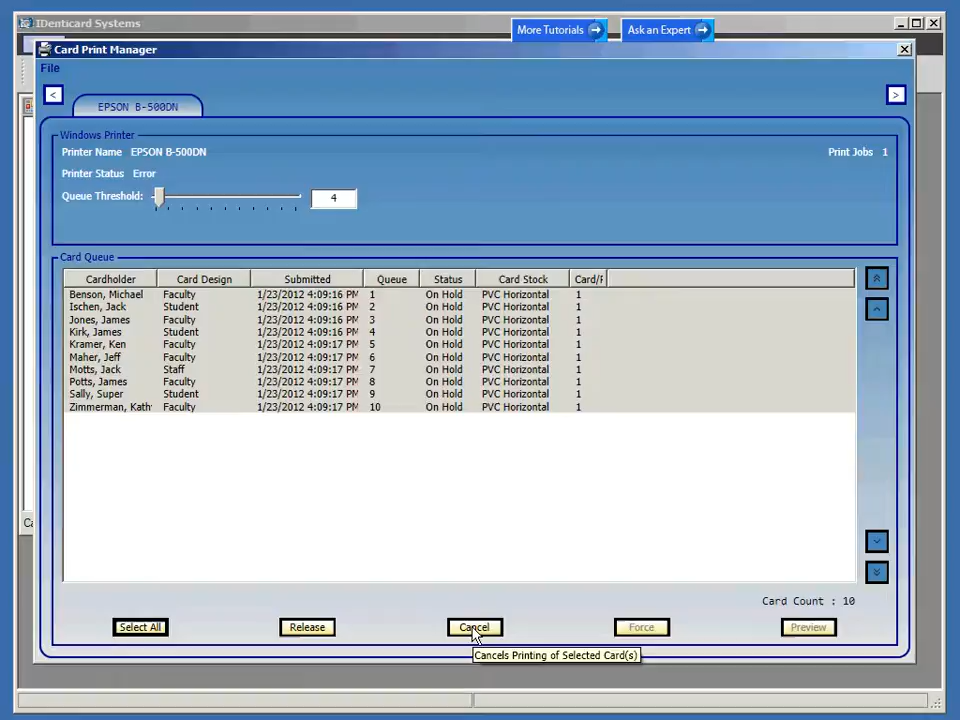 IDenticard Systems
More Tutorials
Ask an Expert
Card Print Manager
File
<
EPSON B-500DN
>
Windows Printer
Printer Name EPSON B-500DN Print Jobs 1
Printer Status Error
Queue Threshold: 4
Card Queue
Cardholder Card Design Submitted Queue Status Card Stock Card/F
Benson, Michael Faculty 1/23/2012 4:09:16 PM 1 On Hold PVC Horizontal 1
Ischen, Jack Student 1/23/2012 4:09:16 PM 2 On Hold PVC Horizontal 1
Jones, James Faculty 1/23/2012 4:09:16 PM 3 On Hold PVC Horizontal 1
Kirk, James Student 1/23/2012 4:09:16 PM 4 On Hold PVC Horizontal 1
Kramer, Ken Faculty 1/23/2012 4:09:17 PM 5 On Hold PVC Horizontal 1
Maher, Jeff Faculty 1/23/2012 4:09:17 PM 6 On Hold PVC Horizontal 1
Motts, Jack Staff 1/23/2012 4:09:17 PM 7 On Hold PVC Horizontal 1
Potts, James Faculty 1/23/2012 4:09:17 PM 8 On Hold PVC Horizontal 1
Sally, Super Student 1/23/2012 4:09:17 PM 9 On Hold PVC Horizontal 1
Zimmerman, Kath Faculty 1/23/2012 4:09:17 PM 10 On Hold PVC Horizontal 1
Ca
Card Count : 10
Select All Release Cancel Force Preview
Cancels Printing of Selected Card(s)